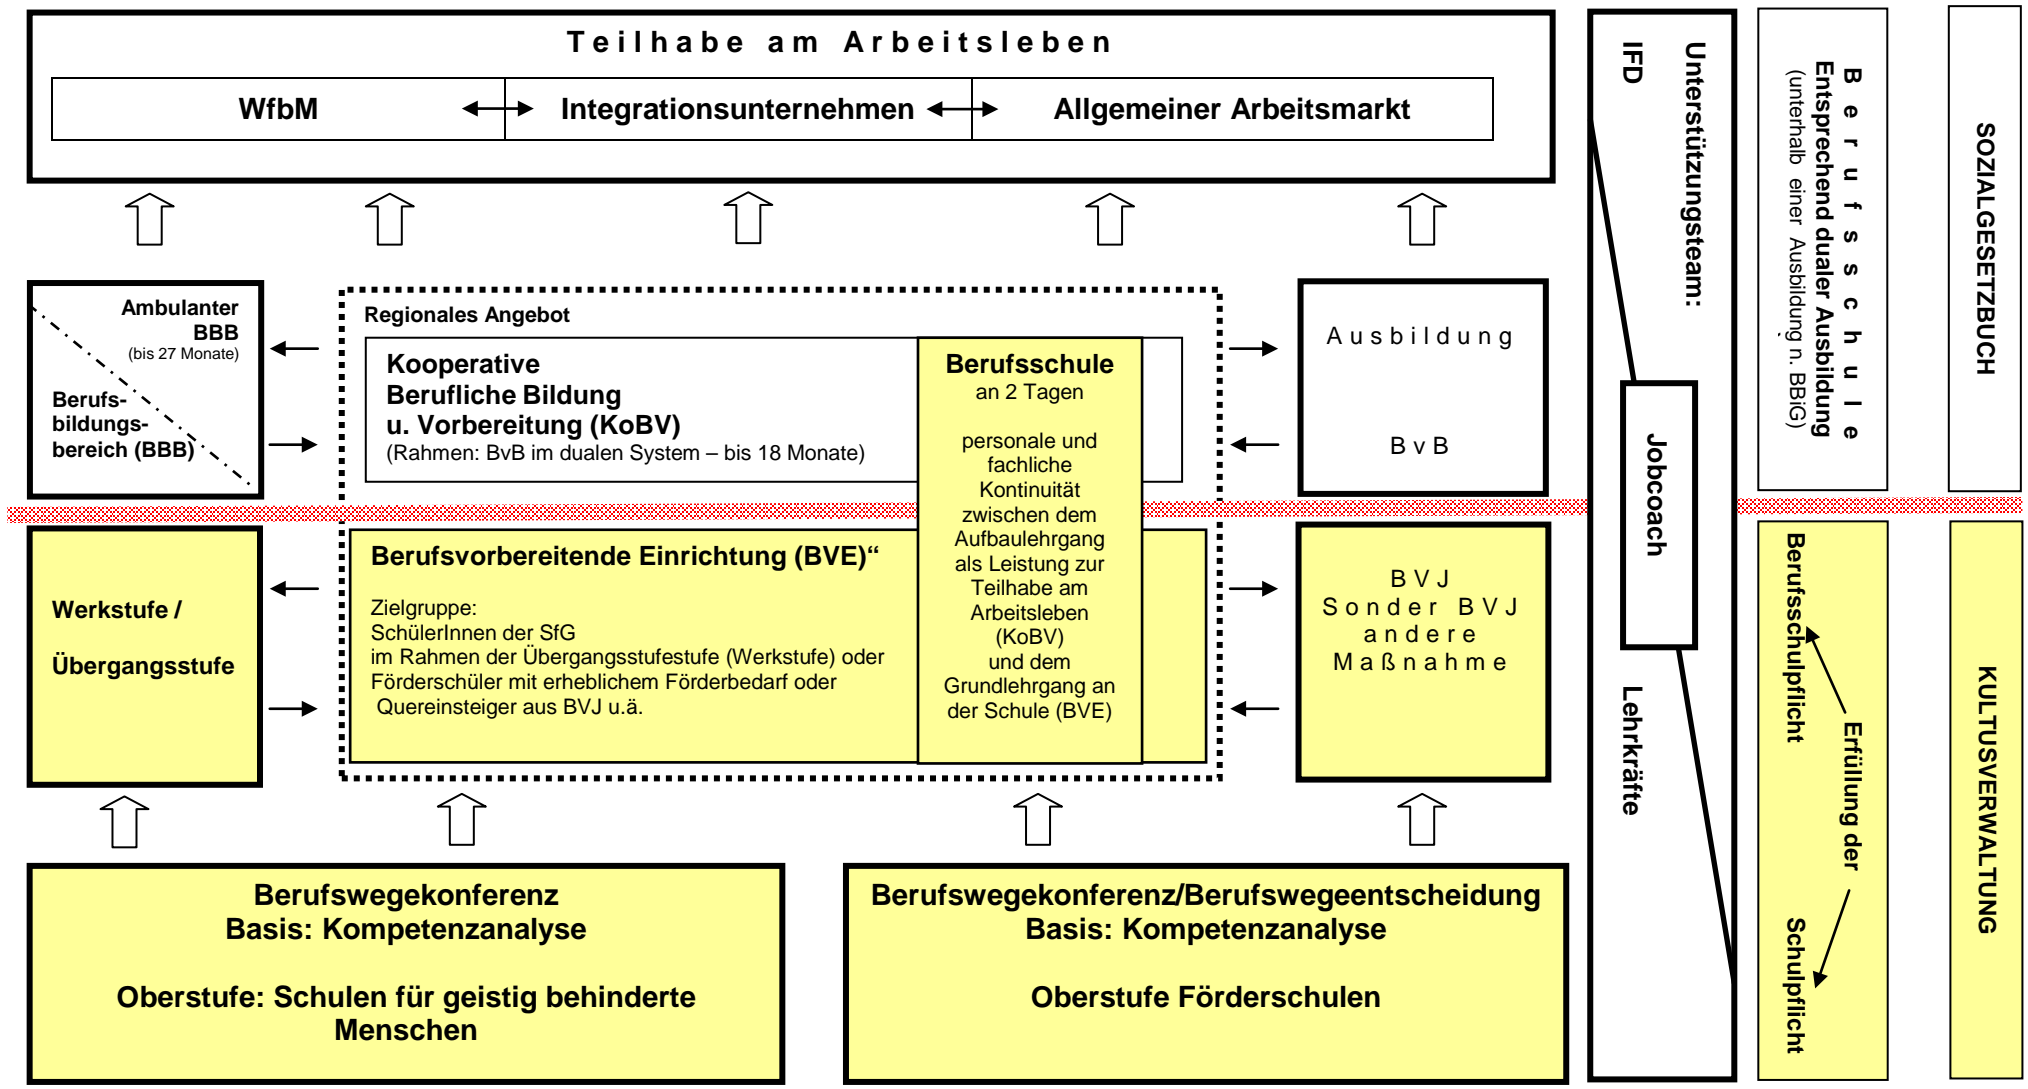 Teilhabe am Arbeitsleben
WfbM
Integrationsunternehmen
Allgemeiner Arbeitsmarkt
Ambulanter
BBB
(bis 27 Monate)
Berufs-
bildungs-
bereich (BBB)
Regionales Angebot
Kooperative
Berufliche Bildung
u. Vorbereitung (KoBV)
(Rahmen: BvB im dualen System – bis 18 Monate)
Berufsschule
an 2 Tagen
personale und
fachliche
Kontinuität
zwischen dem
Aufbaulehrgang
als Leistung zur
Teilhabe am
Arbeitsleben
(KoBV)
und dem
Grundlehrgang an
der Schule (BVE)
Ausbildung
BvB
Werkstufe /
Übergangsstufe
Berufsvorbereitende Einrichtung (BVE)“
Zielgruppe:
SchülerInnen der SfG
im Rahmen der Übergangsstufestufe (Werkstufe) oder
Förderschüler mit erheblichem Förderbedarf oder
Quereinsteiger aus BVJ u.ä.
BVJ
Sonder BVJ
andere
Maßnahme
Berufswegekonferenz
Basis: Kompetenzanalyse
Oberstufe: Schulen für geistig behinderte
Menschen
Berufswegekonferenz/Berufswegeentscheidung
Basis: Kompetenzanalyse
Oberstufe Förderschulen
Unterstützungsteam:
IFD
Jobcoach
Lehrkräfte
Berufsschule
Entsprechend dualer Ausbildung
(unterhalb einer Ausbildung n. BBiG)
Berufsschulpflicht
Erfüllung der
Schulpflicht
SOZIALGESETZBUCH
KULTUSVERWALTUNG